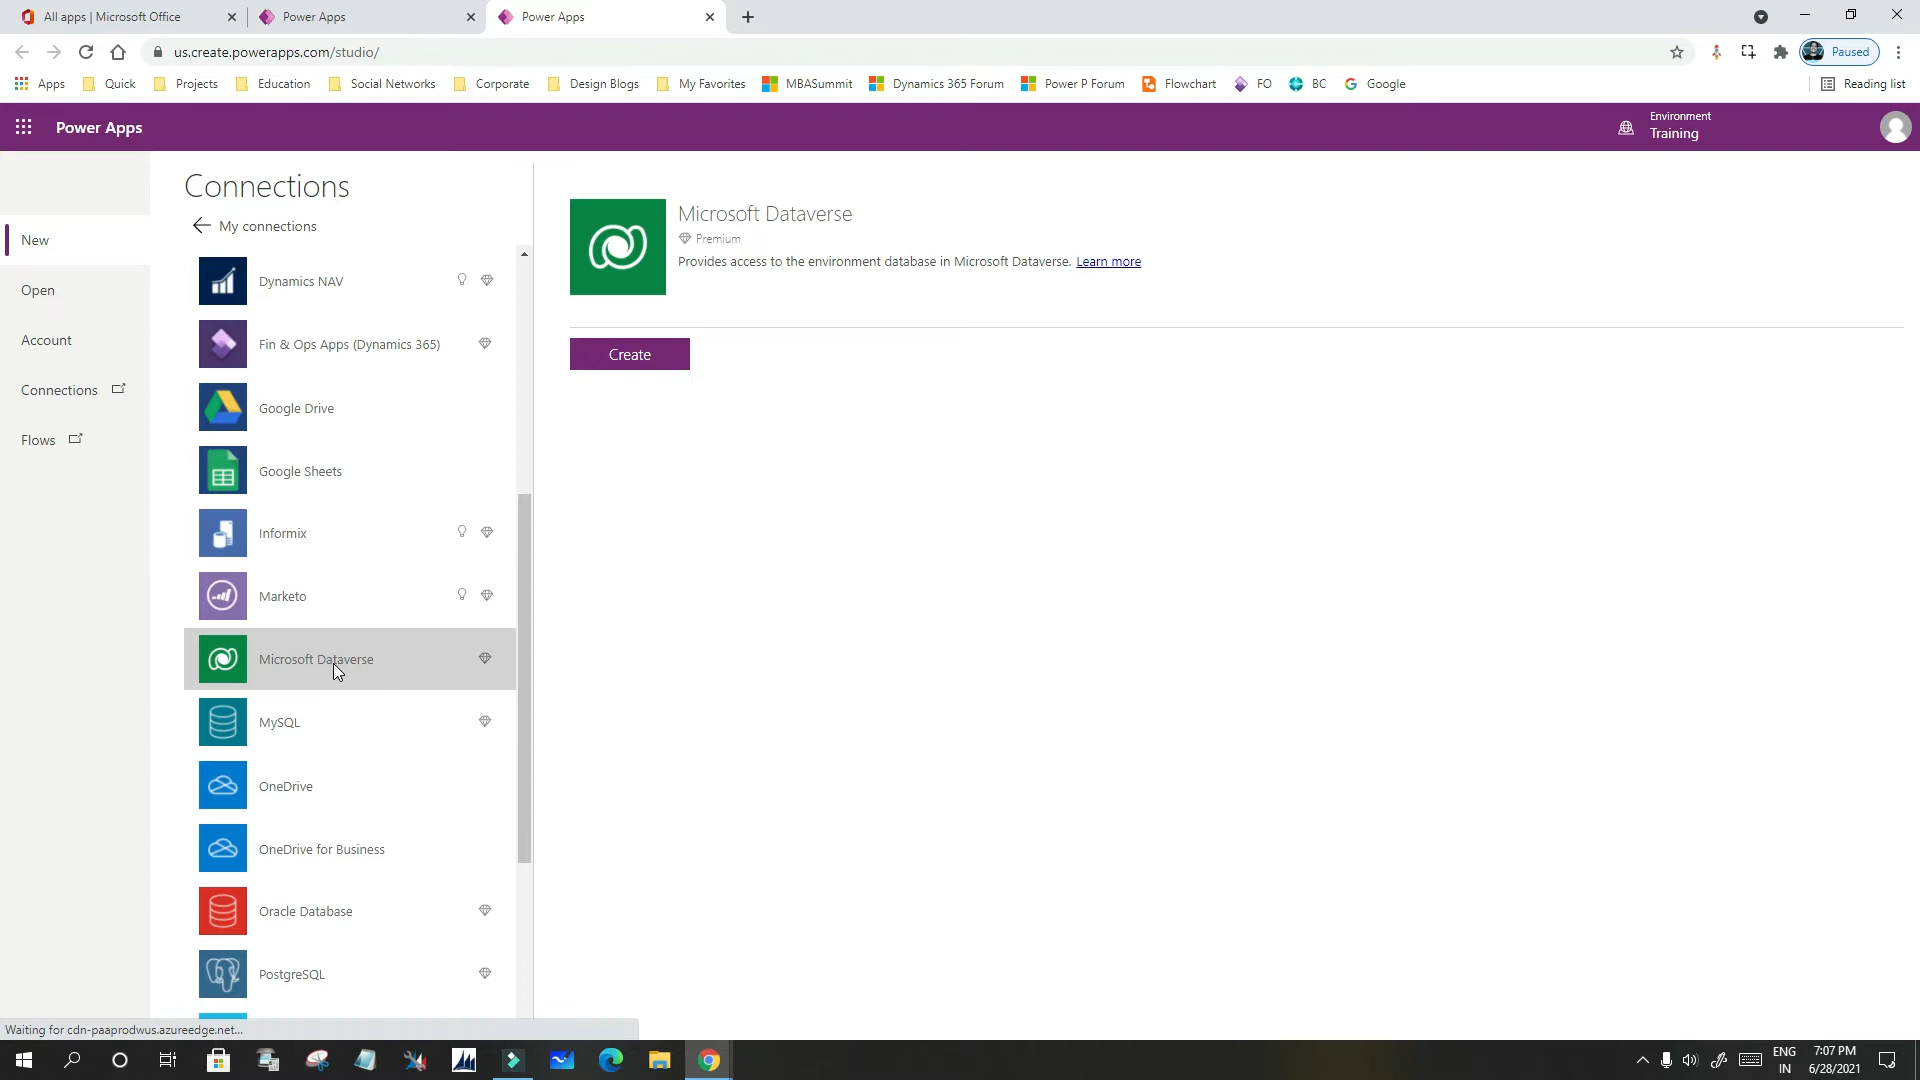 All apps | Microsoft Office
Power Apps
Power Apps
us.create.powerapps.com/studio/
Paused
Apps
Quick
Projects
Education
Social Networks
Corporate
Design Blogs
My Favorites
MBASummit
Dynamics 365 Forum
Power P Forum
Flowchart
FO
BC
Google
Reading list
Power Apps
Environment
Training
New
Open
Account
Connections
Flows
Connections
My connections
Dynamics NAV
Fin & Ops Apps (Dynamics 365)
Google Drive
Google Sheets
Informix
Marketo
Microsoft Dataverse
MySQL
OneDrive
OneDrive for Business
Oracle Database
PostgreSQL
Microsoft Dataverse
Premium
Provides access to the environment database in Microsoft Dataverse. Learn more
Create
Waiting for cdn-paaprodwus.azureedge.net...
ENG
IN
7:07 PM
6/28/2021